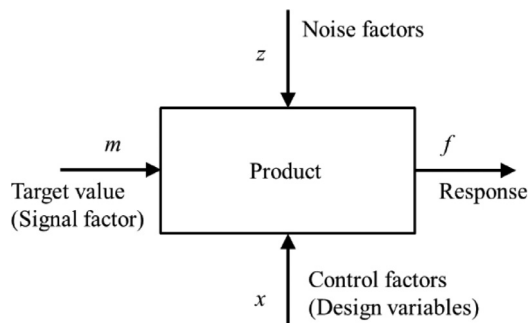 Noise factors
z
m
f
Product
Target value
(Signal factor)
Response
Control factors
(Design variables)
x